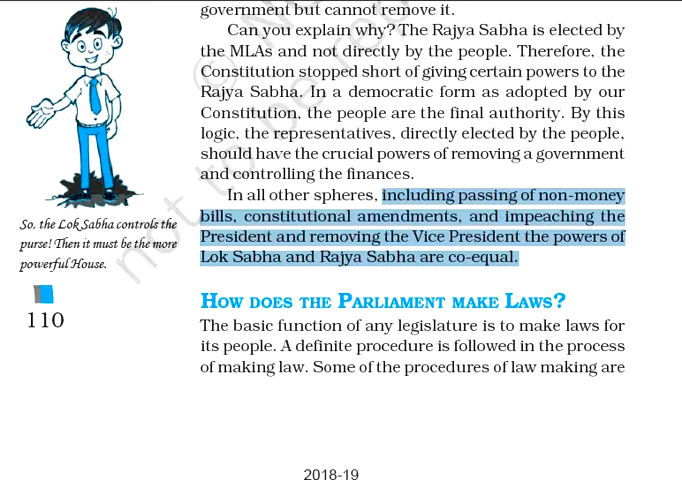 government but cannot remove it.
Can you explain why? The Rajya Sabha is elected by
the MLAs and not directly by the people. Therefore, the
Constitution stopped short of giving certain powers to the
Rajya Sabha. In a democratic form as adopted by our
Constitution, the people are the final authority. By this
logic, the representatives, directly elected by the people,
should have the crucial powers of removing a government
and controlling the finances.
In all other spheres, including passing of non-money
bills, constitutional amendments, and impeaching the
President and removing the Vice President the powers of
Lok Sabha and Rajya Sabha are co-equal.
So, the Lok Sabha controls the
purse! Then it must be the more
powerful House.
110
HOW DOES THE PARLIAMENT MAKE LAWS?
The basic function of any legislature is to make laws for
its people. A definite procedure is followed in the process
of making law. Some of the procedures of law making are
2018-19
not to be re
© N